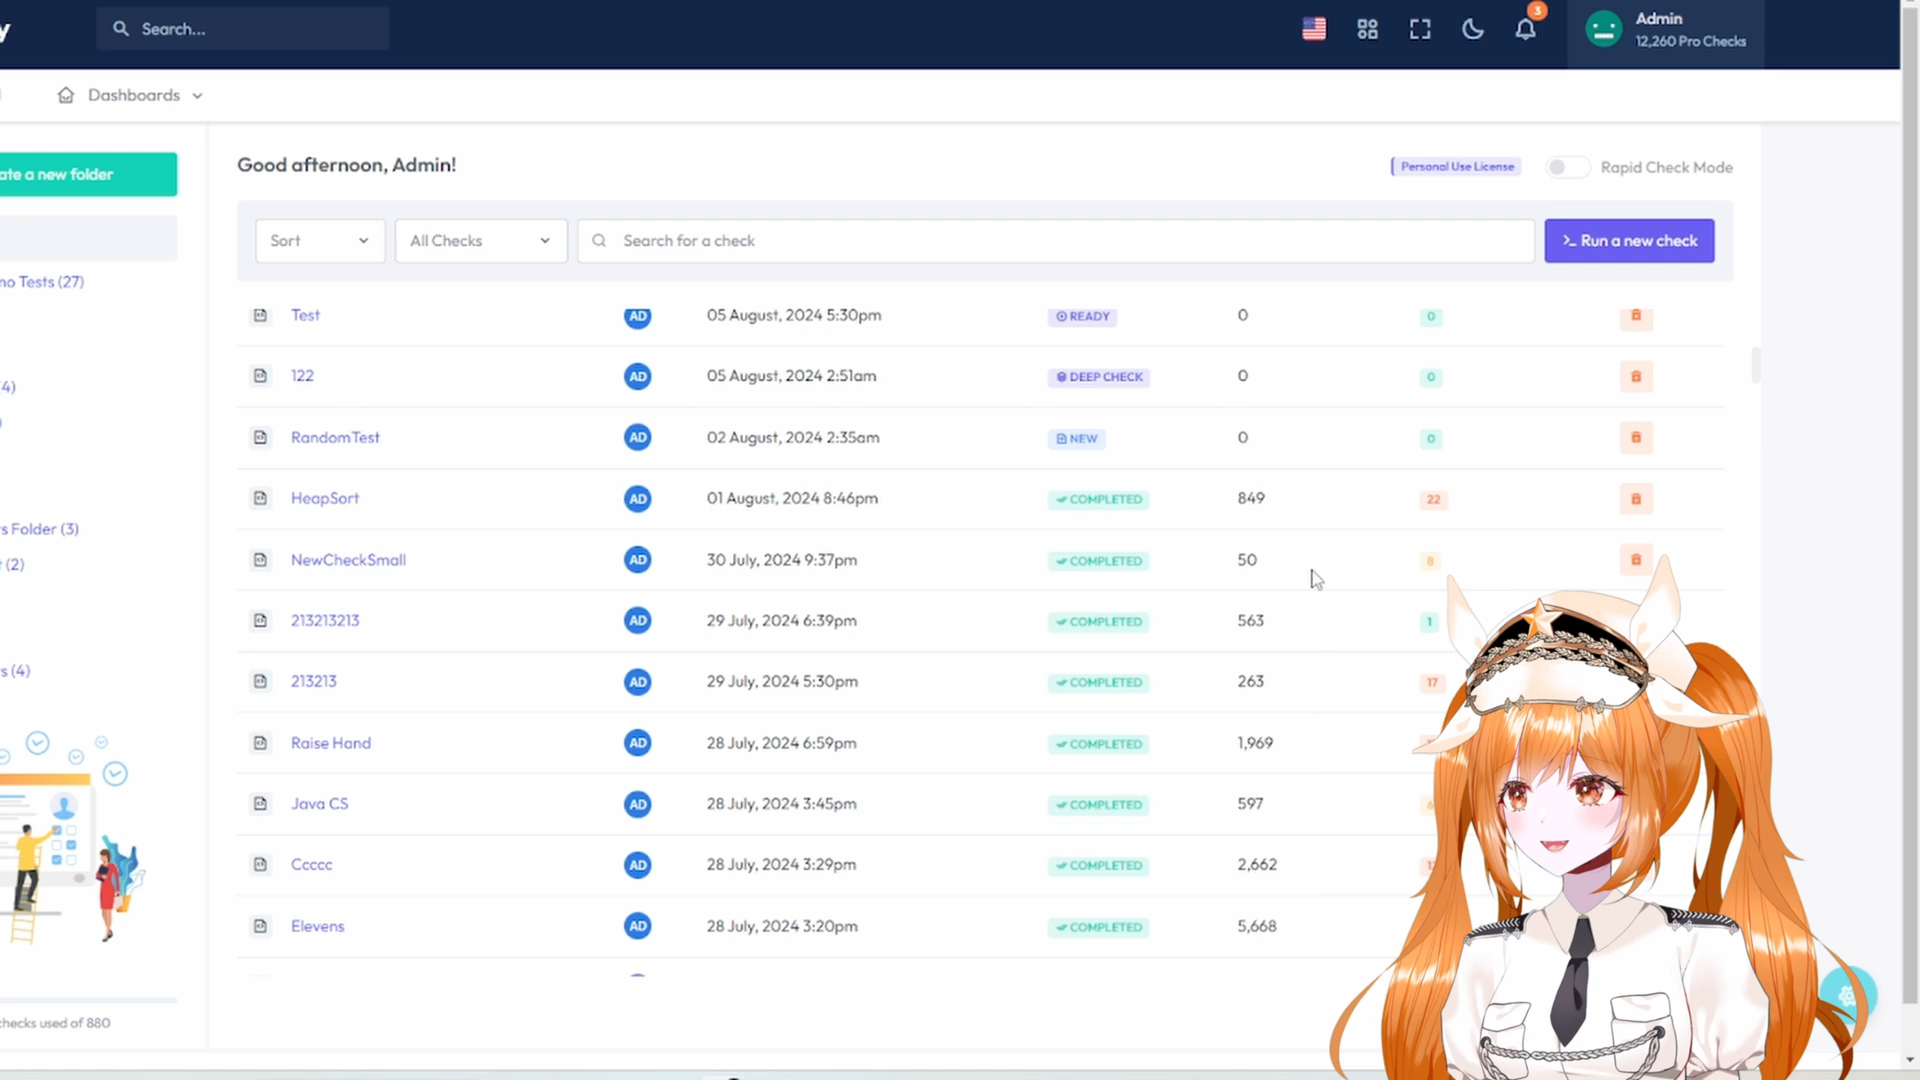 y
Search...
3
Admin
12,260 Pro Checks
Dashboards
ate a new folder
Good afternoon, Admin!
Personal Use License
Rapid Check Mode
Sort
All Checks
Search for a check
>_ Run a new check
no Tests (27)
4)
)
s Folder (3)
(2)
s (4)
checks used of 880
Test AD 05 August, 2024 5:30pm READY 0 0
122 AD 05 August, 2024 2:51am DEEP CHECK 0 0
RandomTest AD 02 August, 2024 2:35am NEW 0 0
HeapSort AD 01 August, 2024 8:46pm COMPLETED 849 22
NewCheckSmall AD 30 July, 2024 9:37pm COMPLETED 50 8
213213213 AD 29 July, 2024 6:39pm COMPLETED 563 1
213213 AD 29 July, 2024 5:30pm COMPLETED 263 17
Raise Hand AD 28 July, 2024 6:59pm COMPLETED 1,969
Java CS AD 28 July, 2024 3:45pm COMPLETED 597
Ccccc AD 28 July, 2024 3:29pm COMPLETED 2,662
Elevens AD 28 July, 2024 3:20pm COMPLETED 5,668